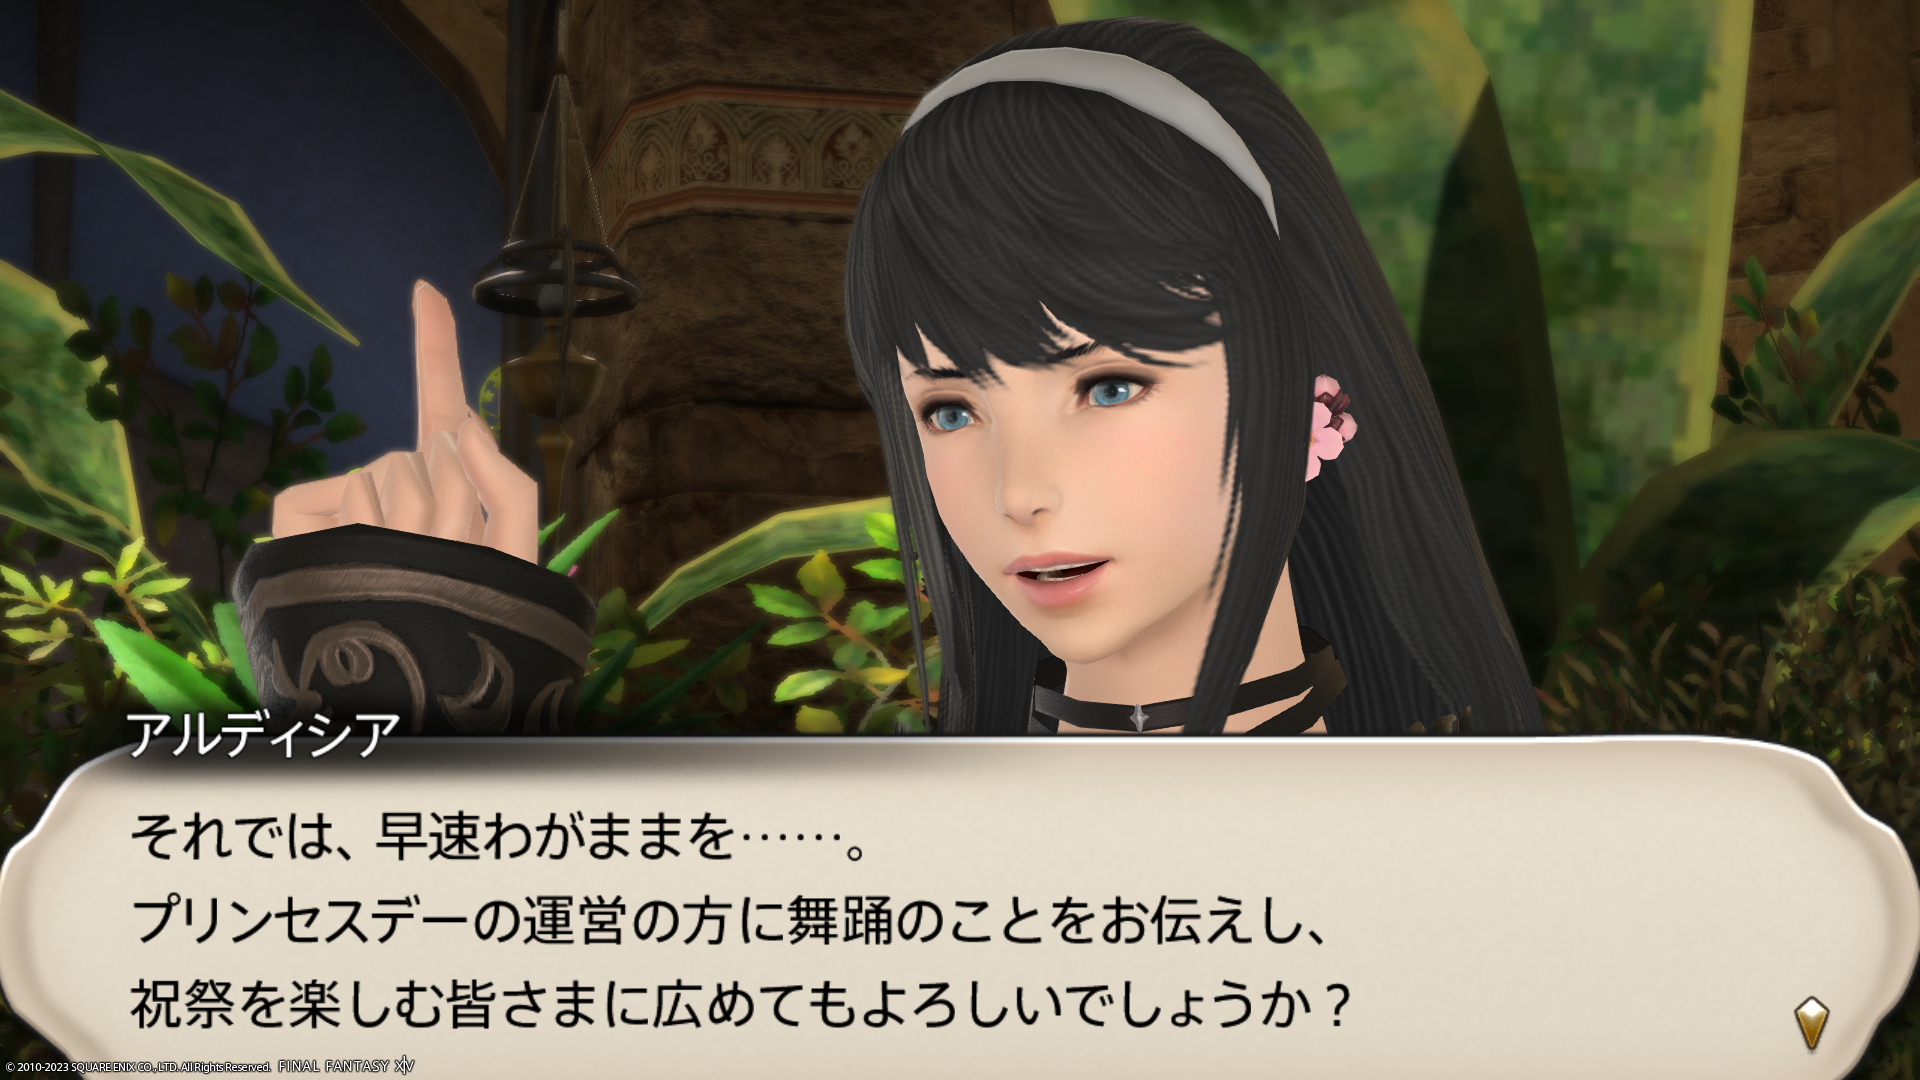 アルディシア
それでは、早速わがままを……。
プリンセスデーの運営の方に舞踊のことをお伝えし、
祝祭を楽しむ皆さまに広めてもよろしいでしょうか？
© 2010-2023 SQUARE ENIX CO., LTD. All Rights Reserved. FINAL FANTASY XIV